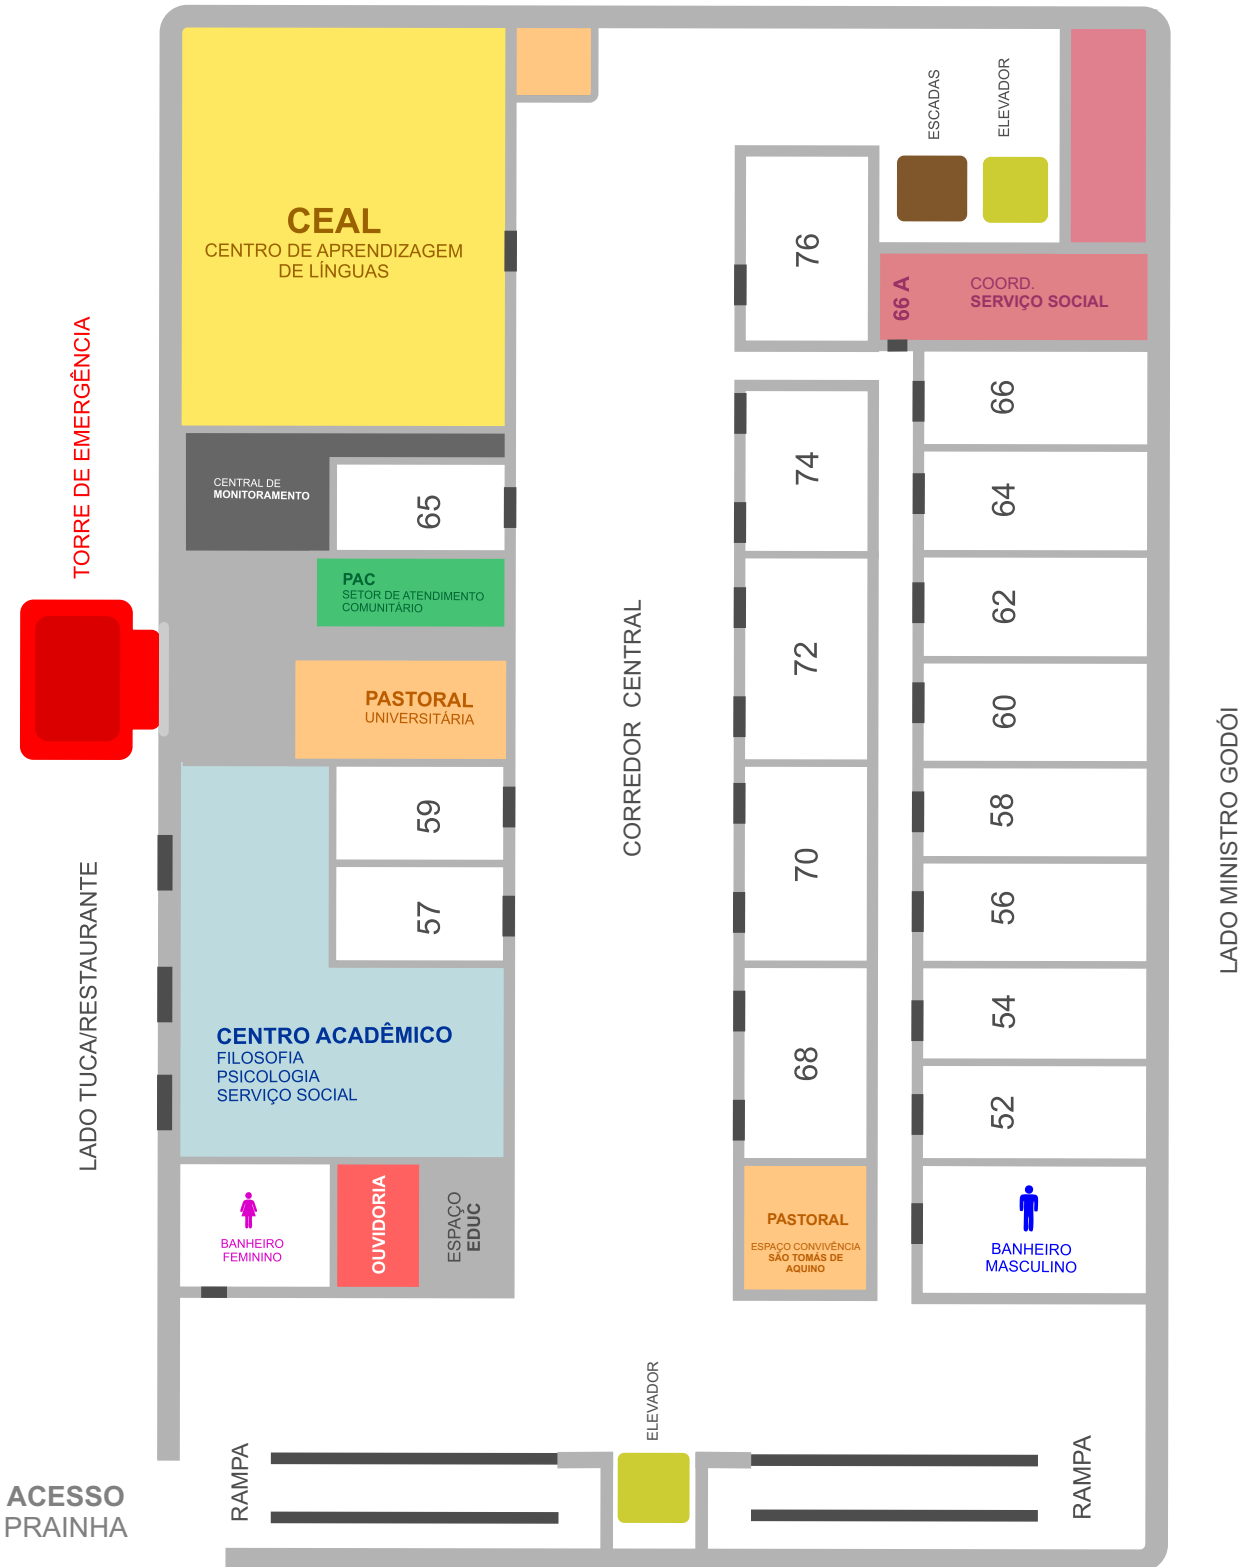 ESCADAS
ELEVADOR
CEAL
CENTRO DE APRENDIZAGEM
DE LÍNGUAS
76
66 A
COORD.
SERVIÇO SOCIAL
TORRE DE EMERGÊNCIA
66
74
CENTRAL DE
MONITORAMENTO
65
64
PAC
SETOR DE ATENDIMENTO
COMUNITÁRIO
62
CORREDOR CENTRAL
72
PASTORAL
UNIVERSITÁRIA
60
LADO MINISTRO GODÓI
59
58
70
57
56
LADO TUCA/RESTAURANTE
CENTRO ACADÊMICO
FILOSOFIA
PSICOLOGIA
SERVIÇO SOCIAL
54
68
52
BANHEIRO
FEMININO
OUVIDORIA
ESPAÇO
EDUC
PASTORAL
ESPAÇO CONVIVÊNCIA
SÃO TOMÁS DE
AQUINO
BANHEIRO
MASCULINO
ELEVADOR
RAMPA
RAMPA
ACESSO
PRAINHA